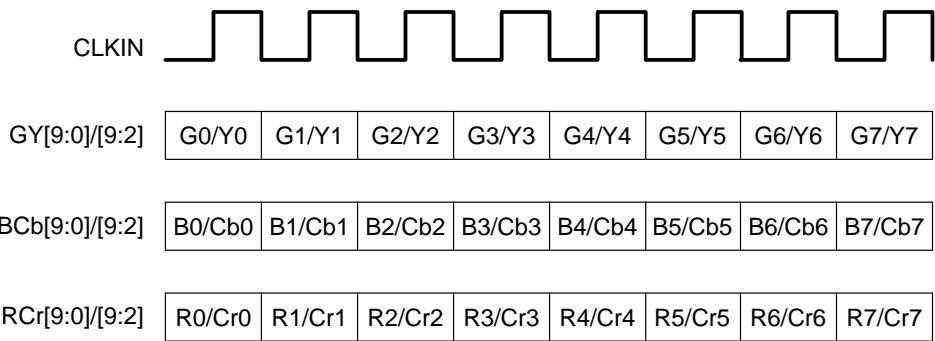 CLKIN
GY[9:0]/[9:2] G0/Y0 G1/Y1 G2/Y2 G3/Y3 G4/Y4 G5/Y5 G6/Y6 G7/Y7
BCb[9:0]/[9:2] B0/Cb0 B1/Cb1 B2/Cb2 B3/Cb3 B4/Cb4 B5/Cb5 B6/Cb6 B7/Cb7
RCr[9:0]/[9:2] R0/Cr0 R1/Cr1 R2/Cr2 R3/Cr3 R4/Cr4 R5/Cr5 R6/Cr6 R7/Cr7